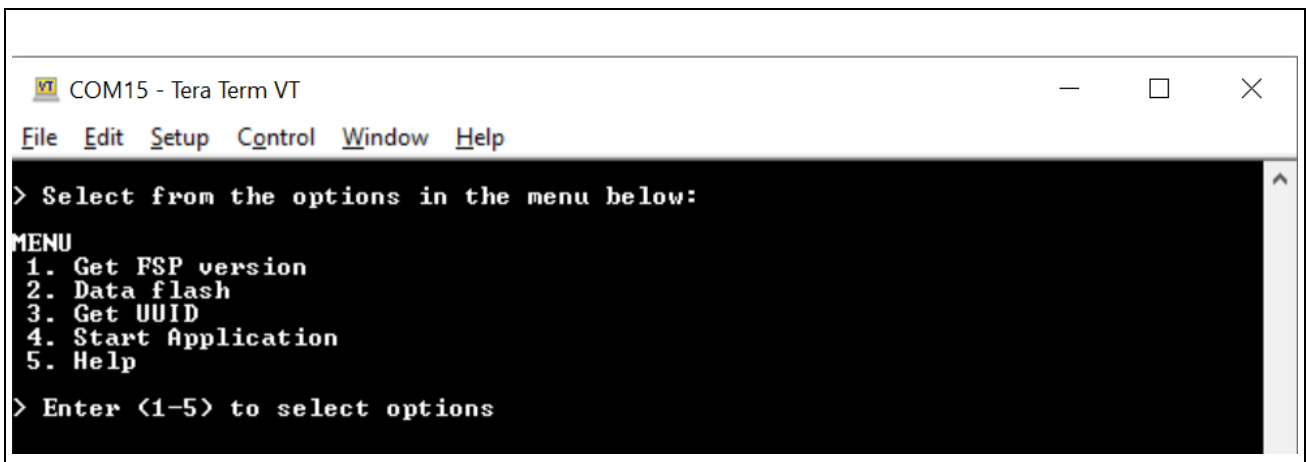 COM15 - Tera Term VT
File Edit Setup Control Window Help
> Select from the options in the menu below:
MENU
1. Get FSP version
2. Data flash
3. Get UUID
4. Start Application
5. Help
> Enter (1-5) to select options